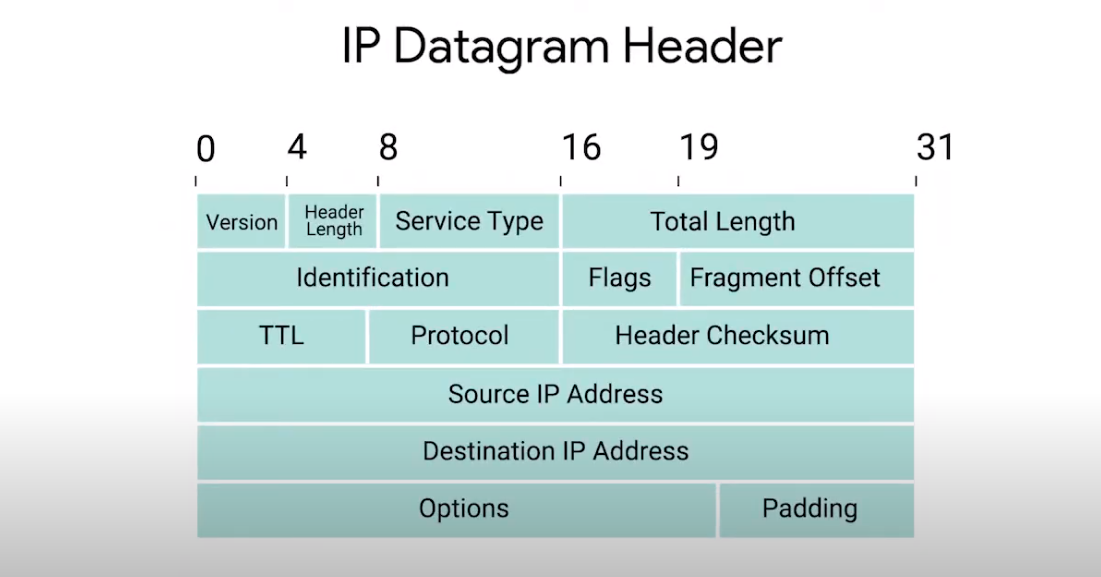 IP Datagram Header
0 4 8 16 19 31
Version Header Length Service Type Total Length
Identification Flags Fragment Offset
TTL Protocol Header Checksum
Source IP Address
Destination IP Address
Options Padding